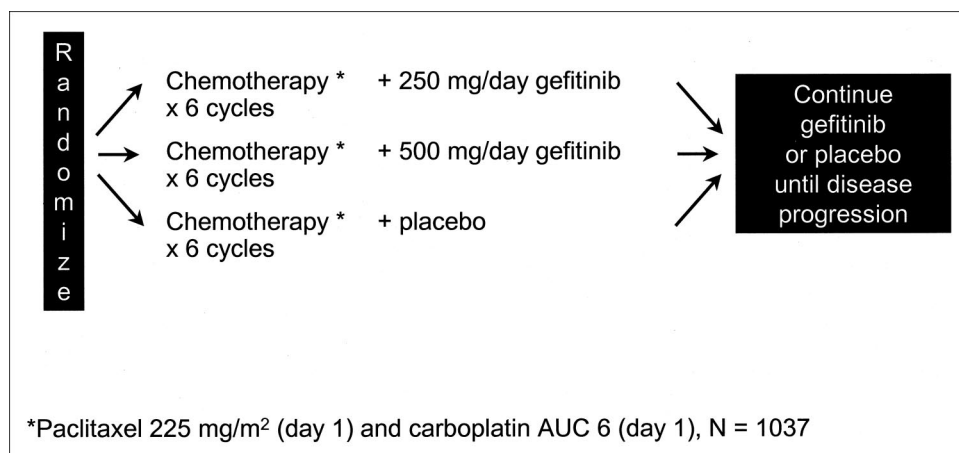 Randomize
Chemotherapy * + 250 mg/day gefitinib
x 6 cycles
Chemotherapy * + 500 mg/day gefitinib
x 6 cycles
Chemotherapy * + placebo
x 6 cycles
Continue
gefitinib
or placebo
until disease
progression
*Paclitaxel 225 mg/m² (day 1) and carboplatin AUC 6 (day 1), N = 1037